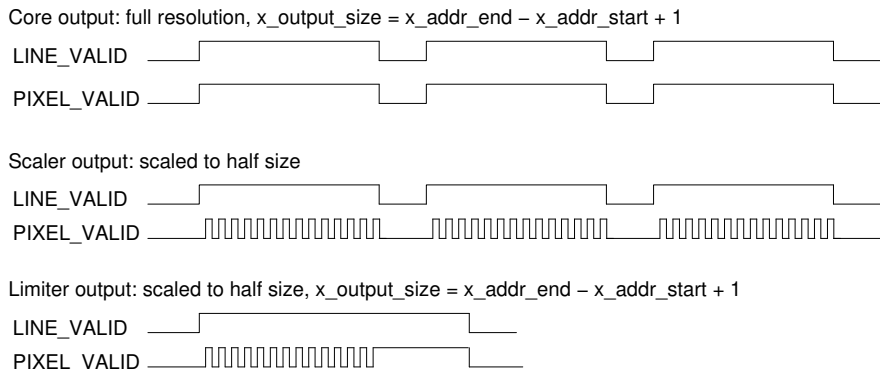 Core output: full resolution, x_output_size = x_addr_end − x_addr_start + 1
LINE_VALID
PIXEL_VALID
Scaler output: scaled to half size
LINE_VALID
PIXEL_VALID
Limiter output: scaled to half size, x_output_size = x_addr_end − x_addr_start + 1
LINE_VALID
PIXEL_VALID